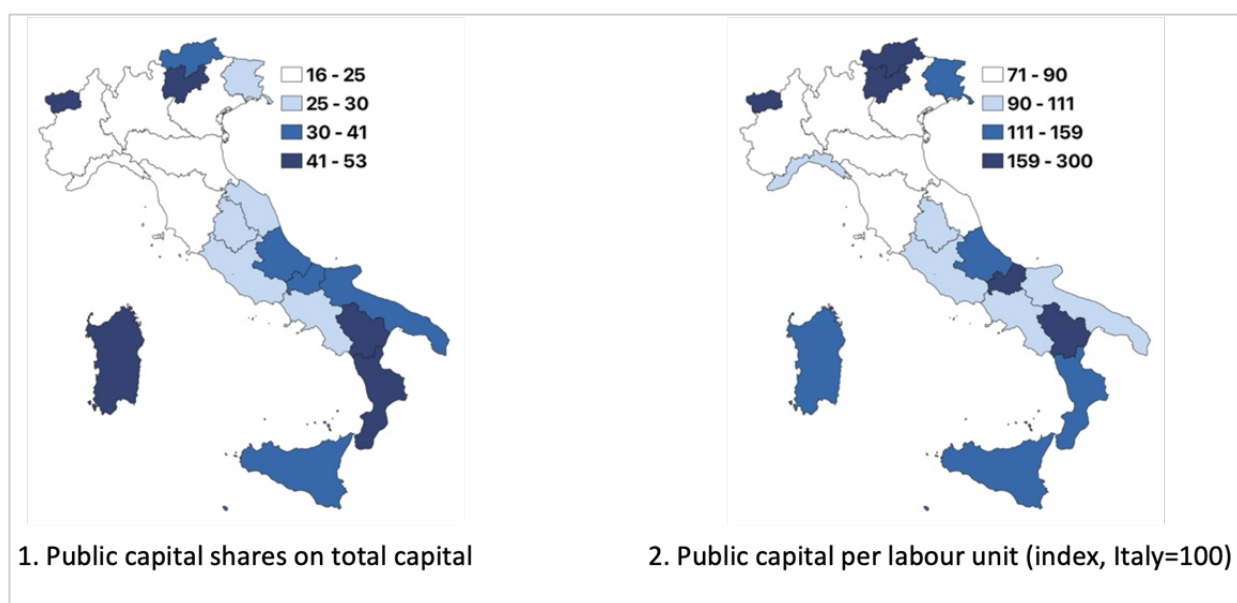 16 - 25
25 - 30
30 - 41
41 - 53
71 - 90
90 - 111
111 - 159
159 - 300
1. Public capital shares on total capital
2. Public capital per labour unit (index, Italy=100)